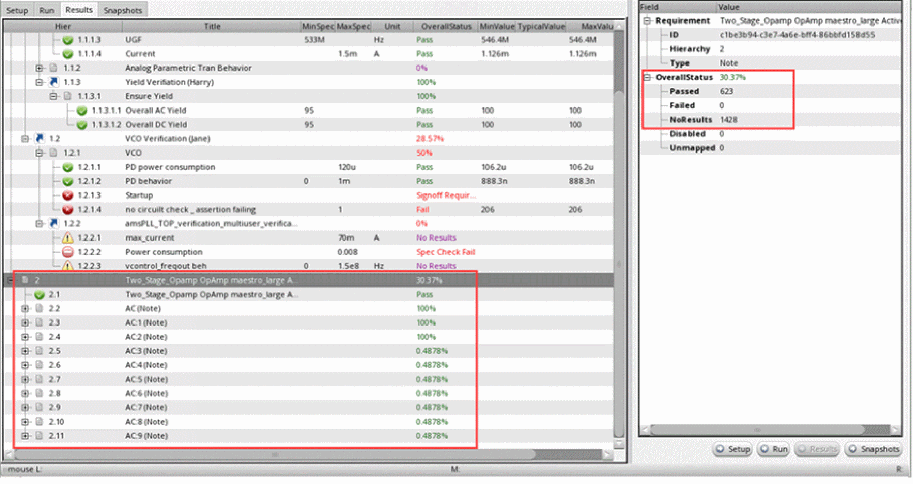 Setup Run Results Snapshots
Hier Title MinSpec MaxSpec Unit OverallStatus MinValue TypicalValue MaxValu
1.1.1.3 UGF 533M Hz Pass 546.4M 546.4M
1.1.1.4 Current 1.5m A Pass 1.126m 1.126m
1.1.2 Analog Parametric Tran Behavior 0%
1.1.3 Yield Verifiation (Harry) 100%
1.1.3.1 Ensure Yield 100%
1.1.3.1.1 Overall AC Yield 95 Pass 100 100
1.1.3.1.2 Overall DC Yield 95 Pass 100 100
1.2 VCO Verification (Jane) 28.57%
1.2.1 VCO 50%
1.2.1.1 PD power consumption 120u Pass 106.2u 106.2u
1.2.1.2 PD behavior 0 1m Pass 888.3n 888.3n
1.2.1.3 Startup Signoff Requir...
1.2.1.4 no circuilt check _ assertion failing 1 Fail 206 206
1.2.2 amsPLL_TOP_verification_multiuser_verifica... 0%
1.2.2.1 max_current 70m A No Results
1.2.2.2 Power consumption 0.008 Spec Check Fail
1.2.2.3 vcontrol_freqout beh 0 1.5e8 Hz No Results
2 Two_Stage_Opamp OpAmp maestro_large A... 30.37%
2.1 Two_Stage_Opamp OpAmp maestro_large A... Pass
2.2 AC (Note) 100%
2.3 AC:1 (Note) 100%
2.4 AC:2 (Note) 100%
2.5 AC:3 (Note) 0.4878%
2.6 AC:4 (Note) 0.4878%
2.7 AC:5 (Note) 0.4878%
2.8 AC:6 (Note) 0.4878%
2.9 AC:7 (Note) 0.4878%
2.10 AC:8 (Note) 0.4878%
2.11 AC:9 (Note) 0.4878%
Field Value
Requirement Two_Stage_Opamp OpAmp maestro_large Activ
ID c1be3b94-c3e7-4a6e-bff4-86bbfd158d55
Hierarchy 2
Type Note
OverallStatus 30.37%
Passed 623
Failed 0
NoResults 1428
Disabled 0
Unmapped 0
Setup Run Results Snapshots
mouse L: M: R: